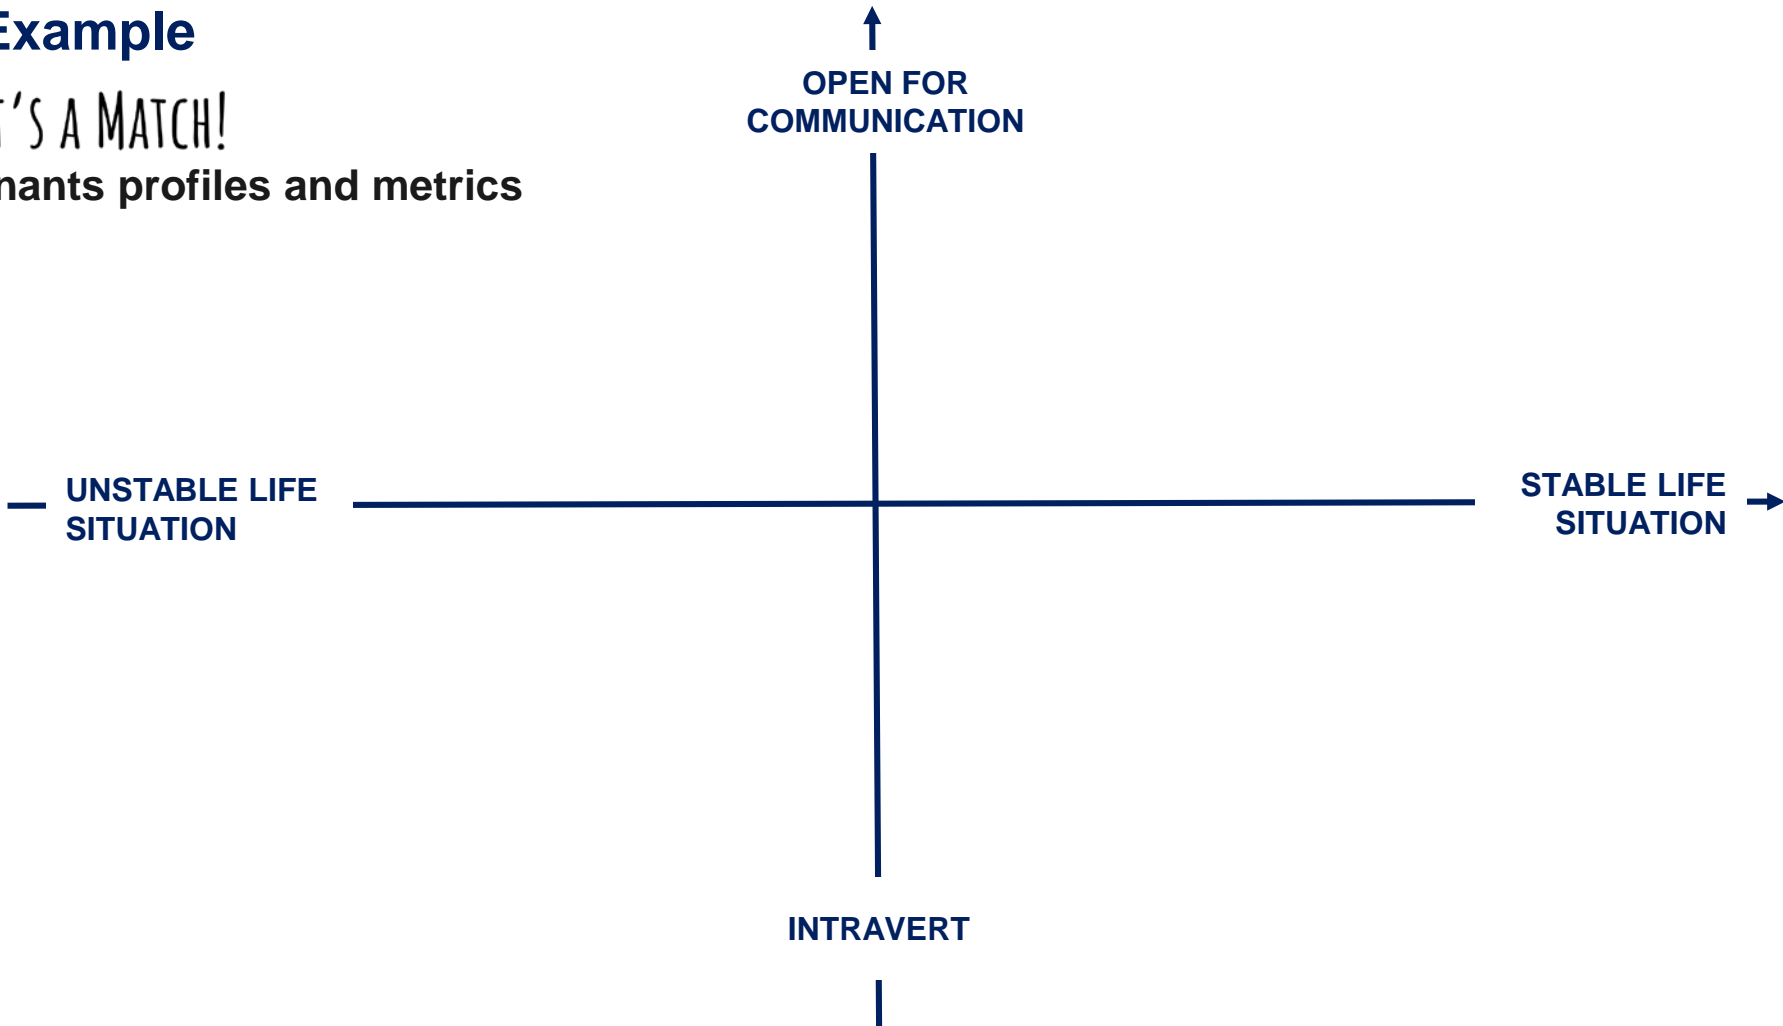 Example
T'S A MATCH!
nants profiles and metrics
OPEN FOR
COMMUNICATION
UNSTABLE LIFE
SITUATION
STABLE LIFE
SITUATION
INTRAVERT